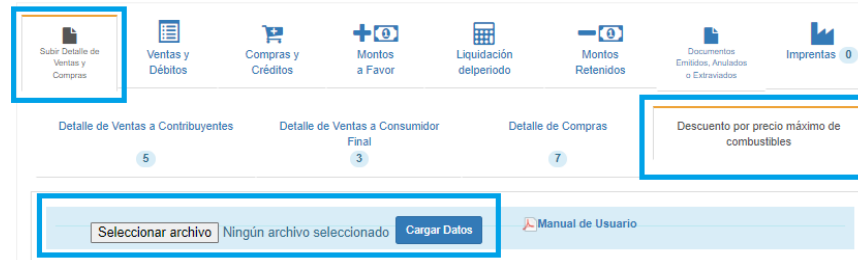 Subir Detalle de
Ventas y
Compras
Ventas y
Débitos
Compras y
Créditos
Montos
a Favor
Liquidación
delperiodo
Montos
Retenidos
Documentos
Emitidos, Anulados
o Extraviados
Imprentas 0
Detalle de Ventas a Contribuyentes
5
Detalle de Ventas a Consumidor
Final
3
Detalle de Compras
7
Descuento por precio máximo de
combustibles
Seleccionar archivo Ningún archivo seleccionado Cargar Datos Manual de Usuario